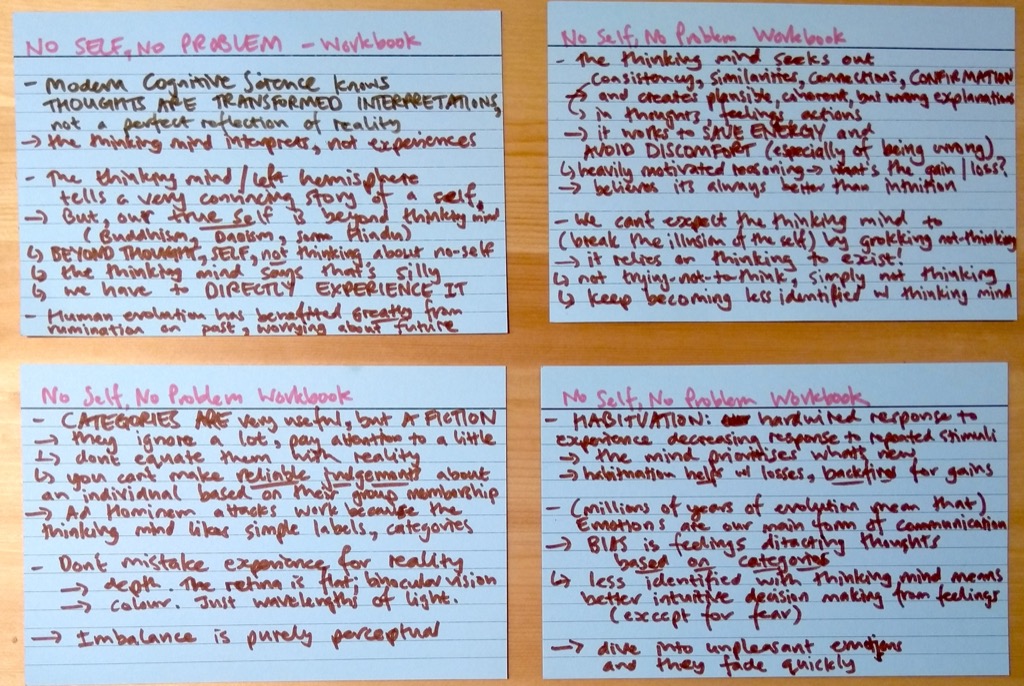 NO SELF, NO PROBLEM - Workbook
- Modern Cognitive Science knows
THOUGHTS ARE TRANSFORMED INTERPRETATIONS,
not a perfect reflection of reality
→ the thinking mind interprets, not experiences
- The thinking mind/left hemisphere
tells a very convincing story of a self.
→ But, our true self is beyond thinking mind
(Buddhism, Daoism, some Hindu)
↳ BEYOND THOUGHT, SELF, not thinking about no-self
↳ the thinking mind says that's silly
↳ we have to DIRECTLY EXPERIENCE IT
- Human evolution has benefitted greatly from
rumination on past, worrying about future
No Self, No Problem Workbook
- The thinking mind seeks out
consistency, similarities, connections, CONFIRMATION
→ and creates plausible, coherent, but wrong explanations
↳ in thoughts, feelings actions
→ it works to SAVE ENERGY and
AVOID DISCOMFORT (especially of being wrong)
↳ heavily motivated reasoning → what's the gain/loss?
→ believes it's always better than intuition
- We can't expect the thinking mind to
(break the illusion of the self) by grokking not-thinking
→ it relies on thinking to exist!
↳ not trying-not-to-think, simply not thinking
↳ keep becoming less identified w/ thinking mind
No Self, No Problem Workbook
- CATEGORIES ARE very useful, but A FICTION
→ they ignore a lot, pay attention to a little
↳ don't equate them with reality
↳ you can't make reliable judgements about
an individual based on their group membership
→ Ad Hominem attacks work because the
thinking mind likes simple labels, categories
- Don't mistake experience for reality
→ depth. The retina is flat; binocular vision
→ colour. Just wavelengths of light.
→ Imbalance is purely perceptual
No Self, No Problem Workbook
- HABITUATION: hardwired response to
experience decreasing response to repeated stimuli
→ the mind prioritises what's new
→ habituation helps w/ losses, backfires for gains
- (millions of years of evolution mean that)
Emotions are our main form of communication
→ BIAS is feelings ditacting thoughts
based on categories
↳ less identified with thinking mind means
better intuitive decision making from feelings
(except for fear)
→ dive into unpleasant emotions
and they fade quickly